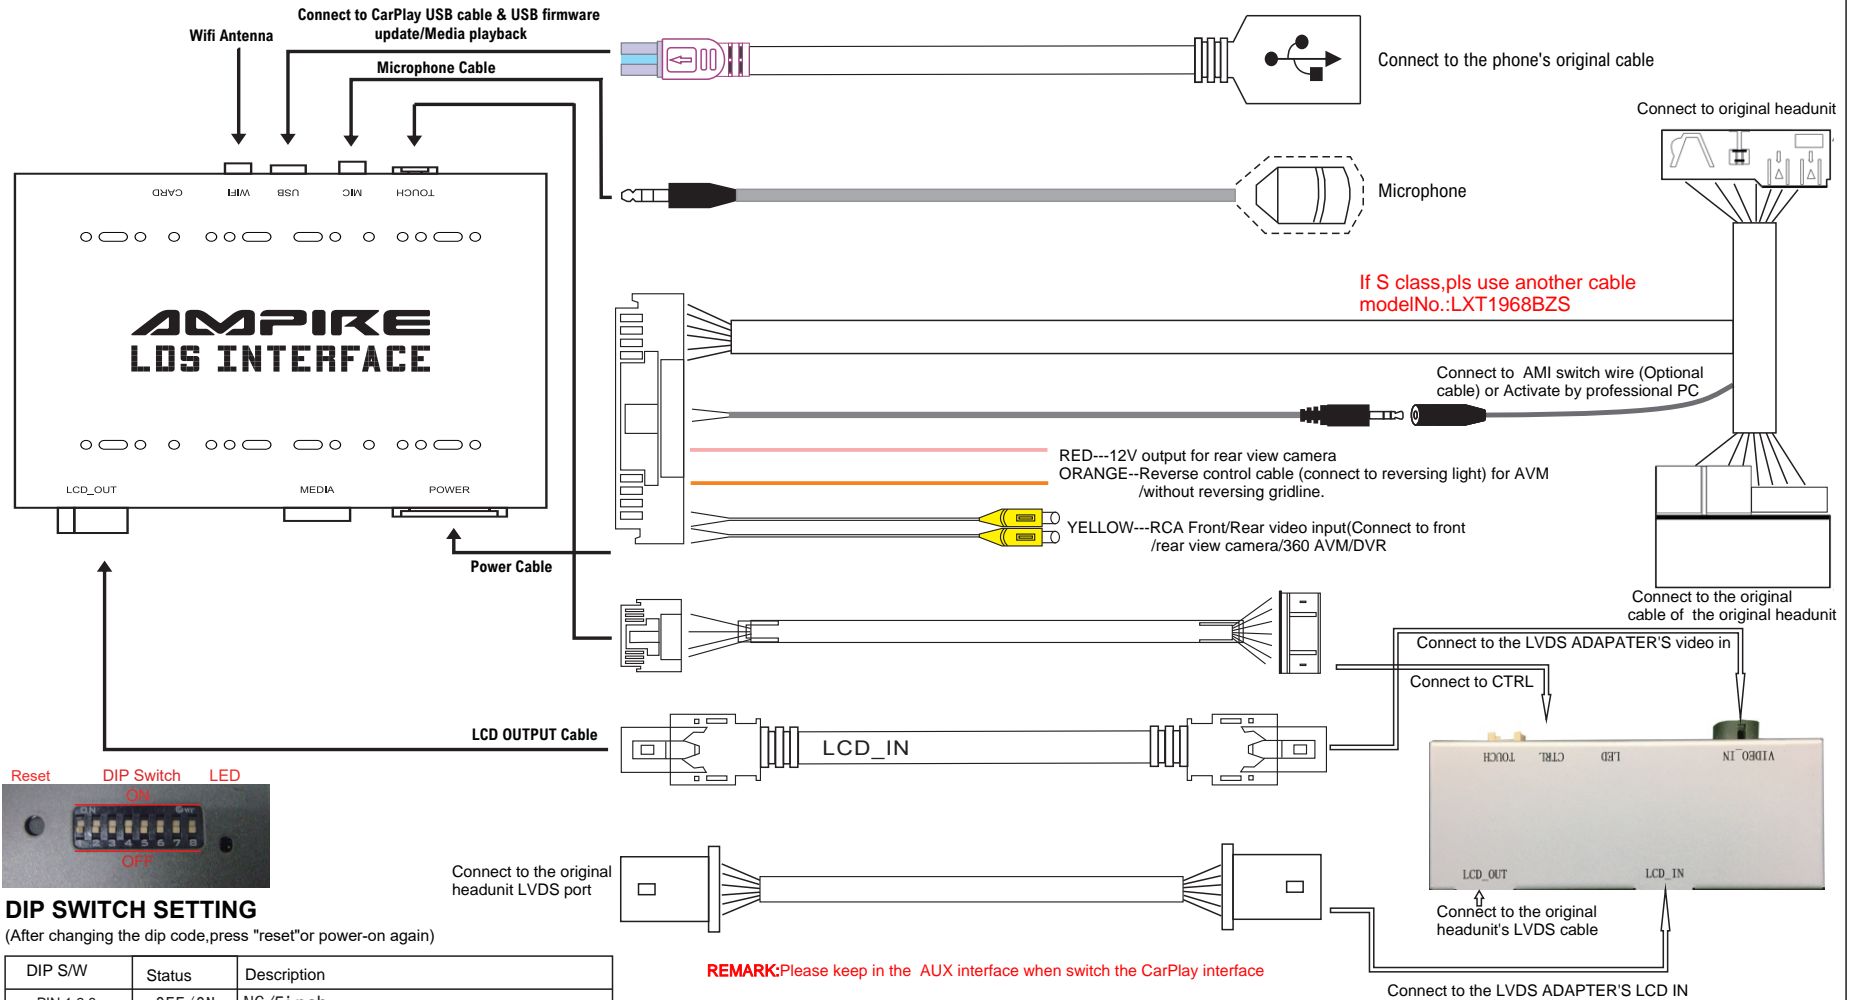 Connect to CarPlay USB cable & USB firmware
update/Media playback
Wifi Antenna
Microphone Cable
Connect to the phone's original cable
Connect to original headunit
CARD
WIFI
USB
MIC
TOUCH
Microphone
AMPIRE
LDS INTERFACE
If S class,pls use another cable
modelNo.:LXT1968BZS
Connect to AMI switch wire (Optional
cable) or Activate by professional PC
RED---12V output for rear view camera
ORANGE--Reverse control cable (connect to reversing light) for AVM
/without reversing gridline.
YELLOW---RCA Front/Rear video input(Connect to front
/rear view camera/360 AVM/DVR
LCD_OUT
MEDIA
POWER
Power Cable
Connect to the original
cable of the original headunit
Connect to the LVDS ADAPATER'S video in
Connect to CTRL
LCD OUTPUT Cable
LCD_IN
TOUCH
CTRL
LED
VIDEO_IN
LCD_OUT
LCD_IN
Reset
DIP Switch
LED
ON
ON
1 2 3 4 5 6 7 8
OFF
Connect to the original
headunit LVDS port
Connect to the original
headunit's LVDS cable
DIP SWITCH SETTING
(After changing the dip code,press "reset"or power-on again)
DIP S/W
Status
Description
REMARK:Please keep in the AUX interface when switch the CarPlay interface
Connect to the LVDS ADAPTER'S LCD IN